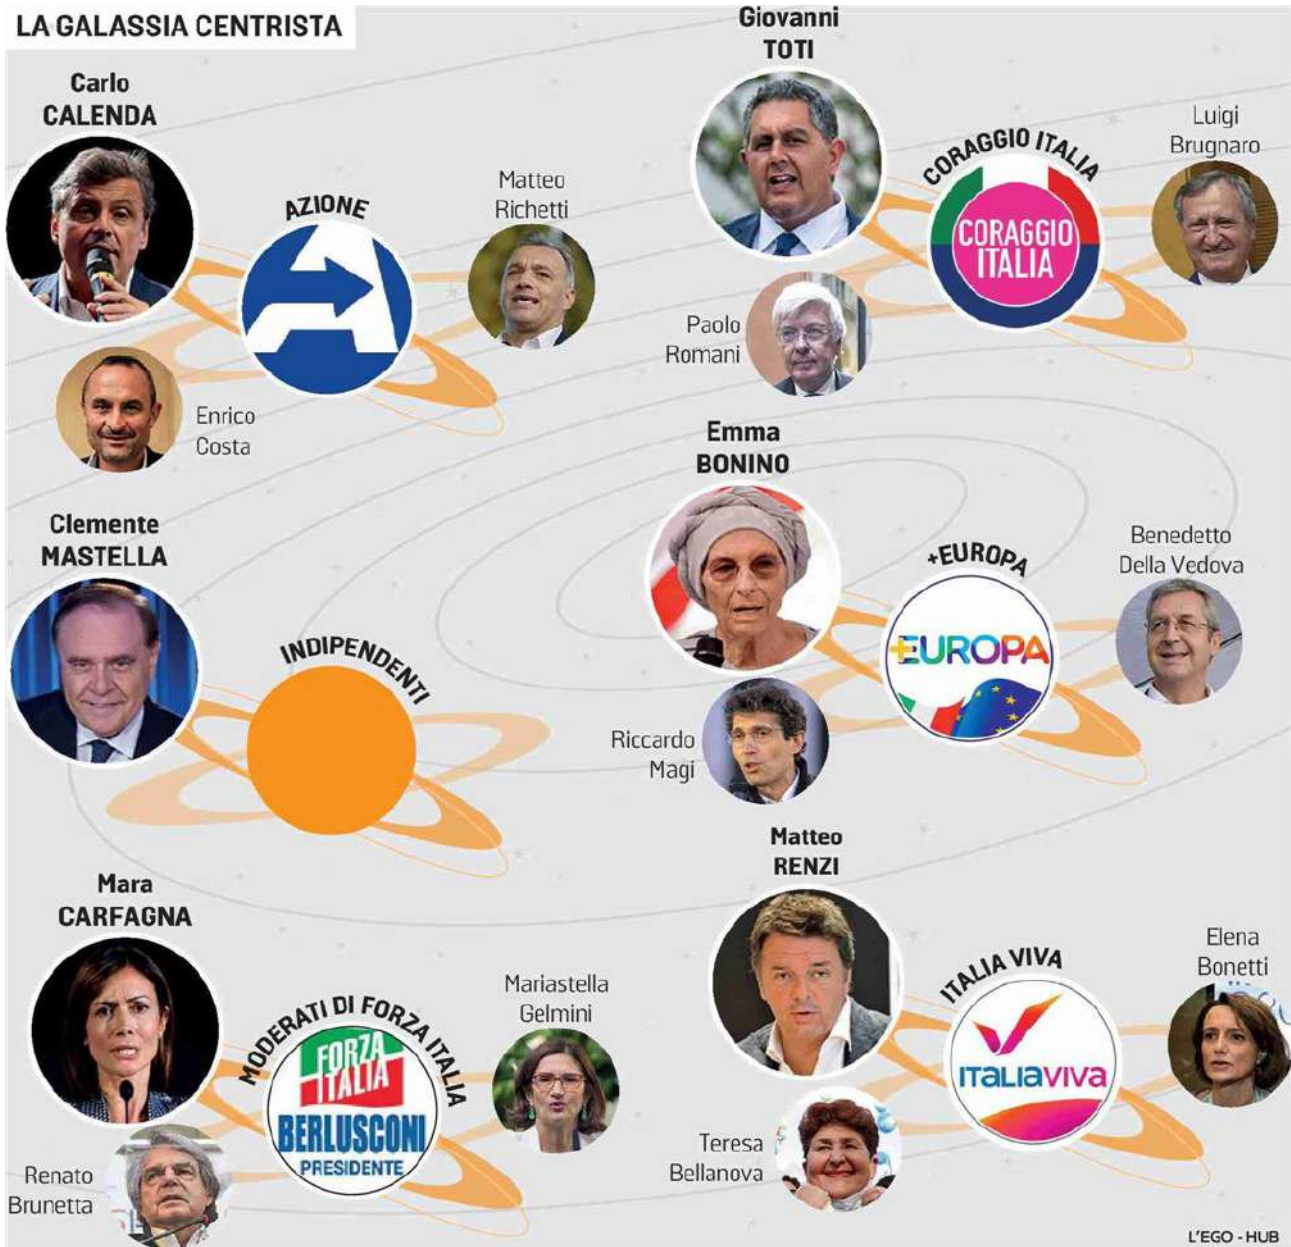 LA GALASSIA CENTRISTA
Carlo
CALENDA
AZIONE
Matteo
Richetti
Enrico
Costa
Giovanni
TOTI
CORAGGIO ITALIA
CORAGGIO
ITALIA
Luigi
Brugnaro
Paolo
Romani
Clemente
MASTELLA
INDIPENDENTI
Emma
BONINO
+EUROPA
+EUROPA
Benedetto
Della Vedova
Riccardo
Magi
Mara
CARFAGNA
MODERATI DI FORZA ITALIA
FORZA
ITALIA
BERLUSCONI
PRESIDENTE
Mariastella
Gelmini
Renato
Brunetta
Matteo
RENZI
ITALIA VIVA
ITALIAVIVA
Elena
Bonetti
Teresa
Bellanova
L'EGO - HUB